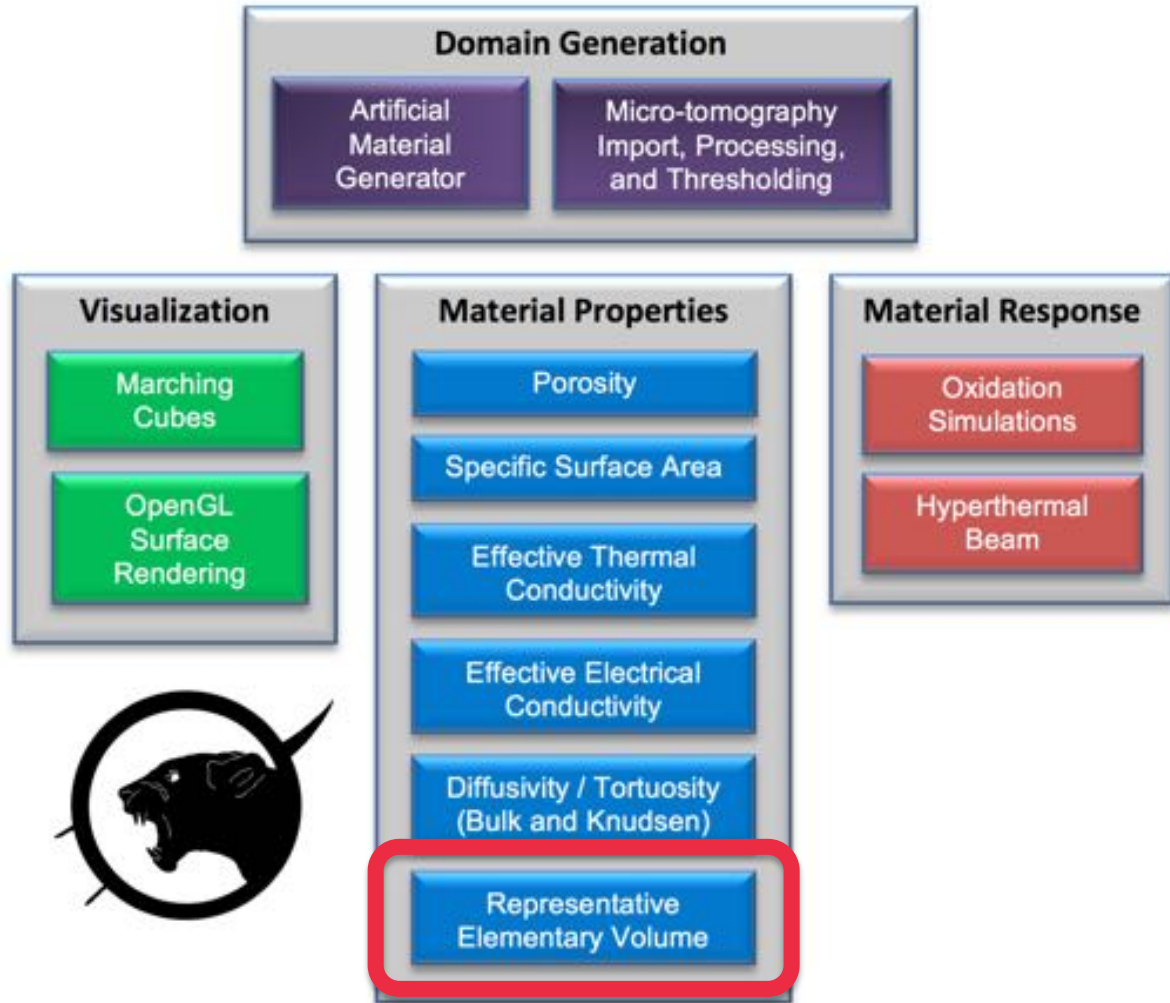 Domain Generation
Artificial
Material
Generator
Micro-tomography
Import, Processing,
and Thresholding
Visualization
Marching
Cubes
OpenGL
Surface
Rendering
Material Properties
Porosity
Specific Surface Area
Effective Thermal
Conductivity
Effective Electrical
Conductivity
Diffusivity / Tortuosity
(Bulk and Knudsen)
Representative
Elementary Volume
Material Response
Oxidation
Simulations
Hyperthermal
Beam